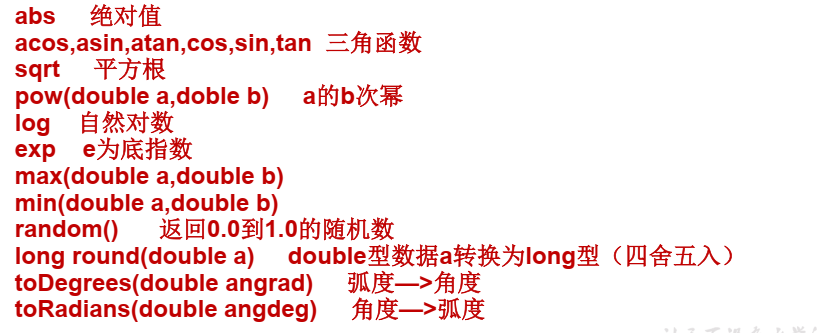 abs 绝对值
acos,asin,atan,cos,sin,tan 三角函数
sqrt 平方根
pow(double a,doble b) a的b次幂
log 自然对数
exp e为底指数
max(double a,double b)
min(double a,double b)
random() 返回0.0到1.0的随机数
long round(double a) double型数据a转换为long型（四舍五入）
toDegrees(double angrad) 弧度—>角度
toRadians(double angdeg) 角度—>弧度